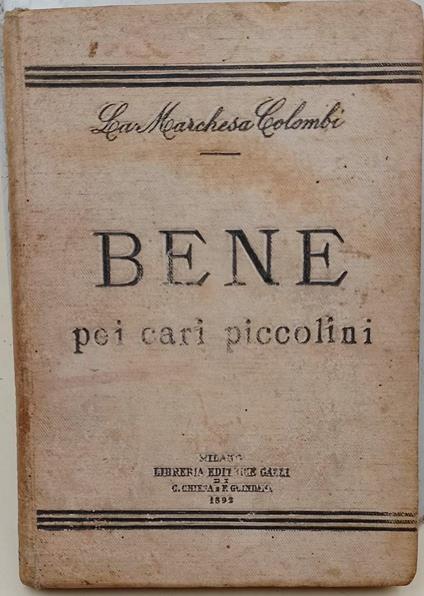 La Marchesa Colombi
BENE
pei cari piccolini
MILANO
LIBRERIA EDITRICE GALLI
DI
C. CHIESA & F. GUINDANI
1892